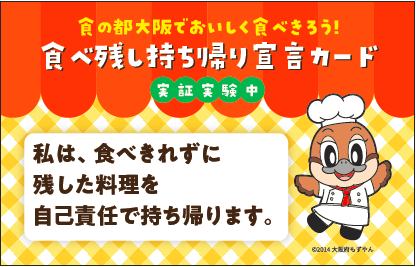 食の都大阪でおいしく食べきろう!
食べ残し持ち帰り宣言カード
実証実験中
私は、食べきれずに
残した料理を
自己責任で持ち帰ります。
©2014 大阪府もずやん